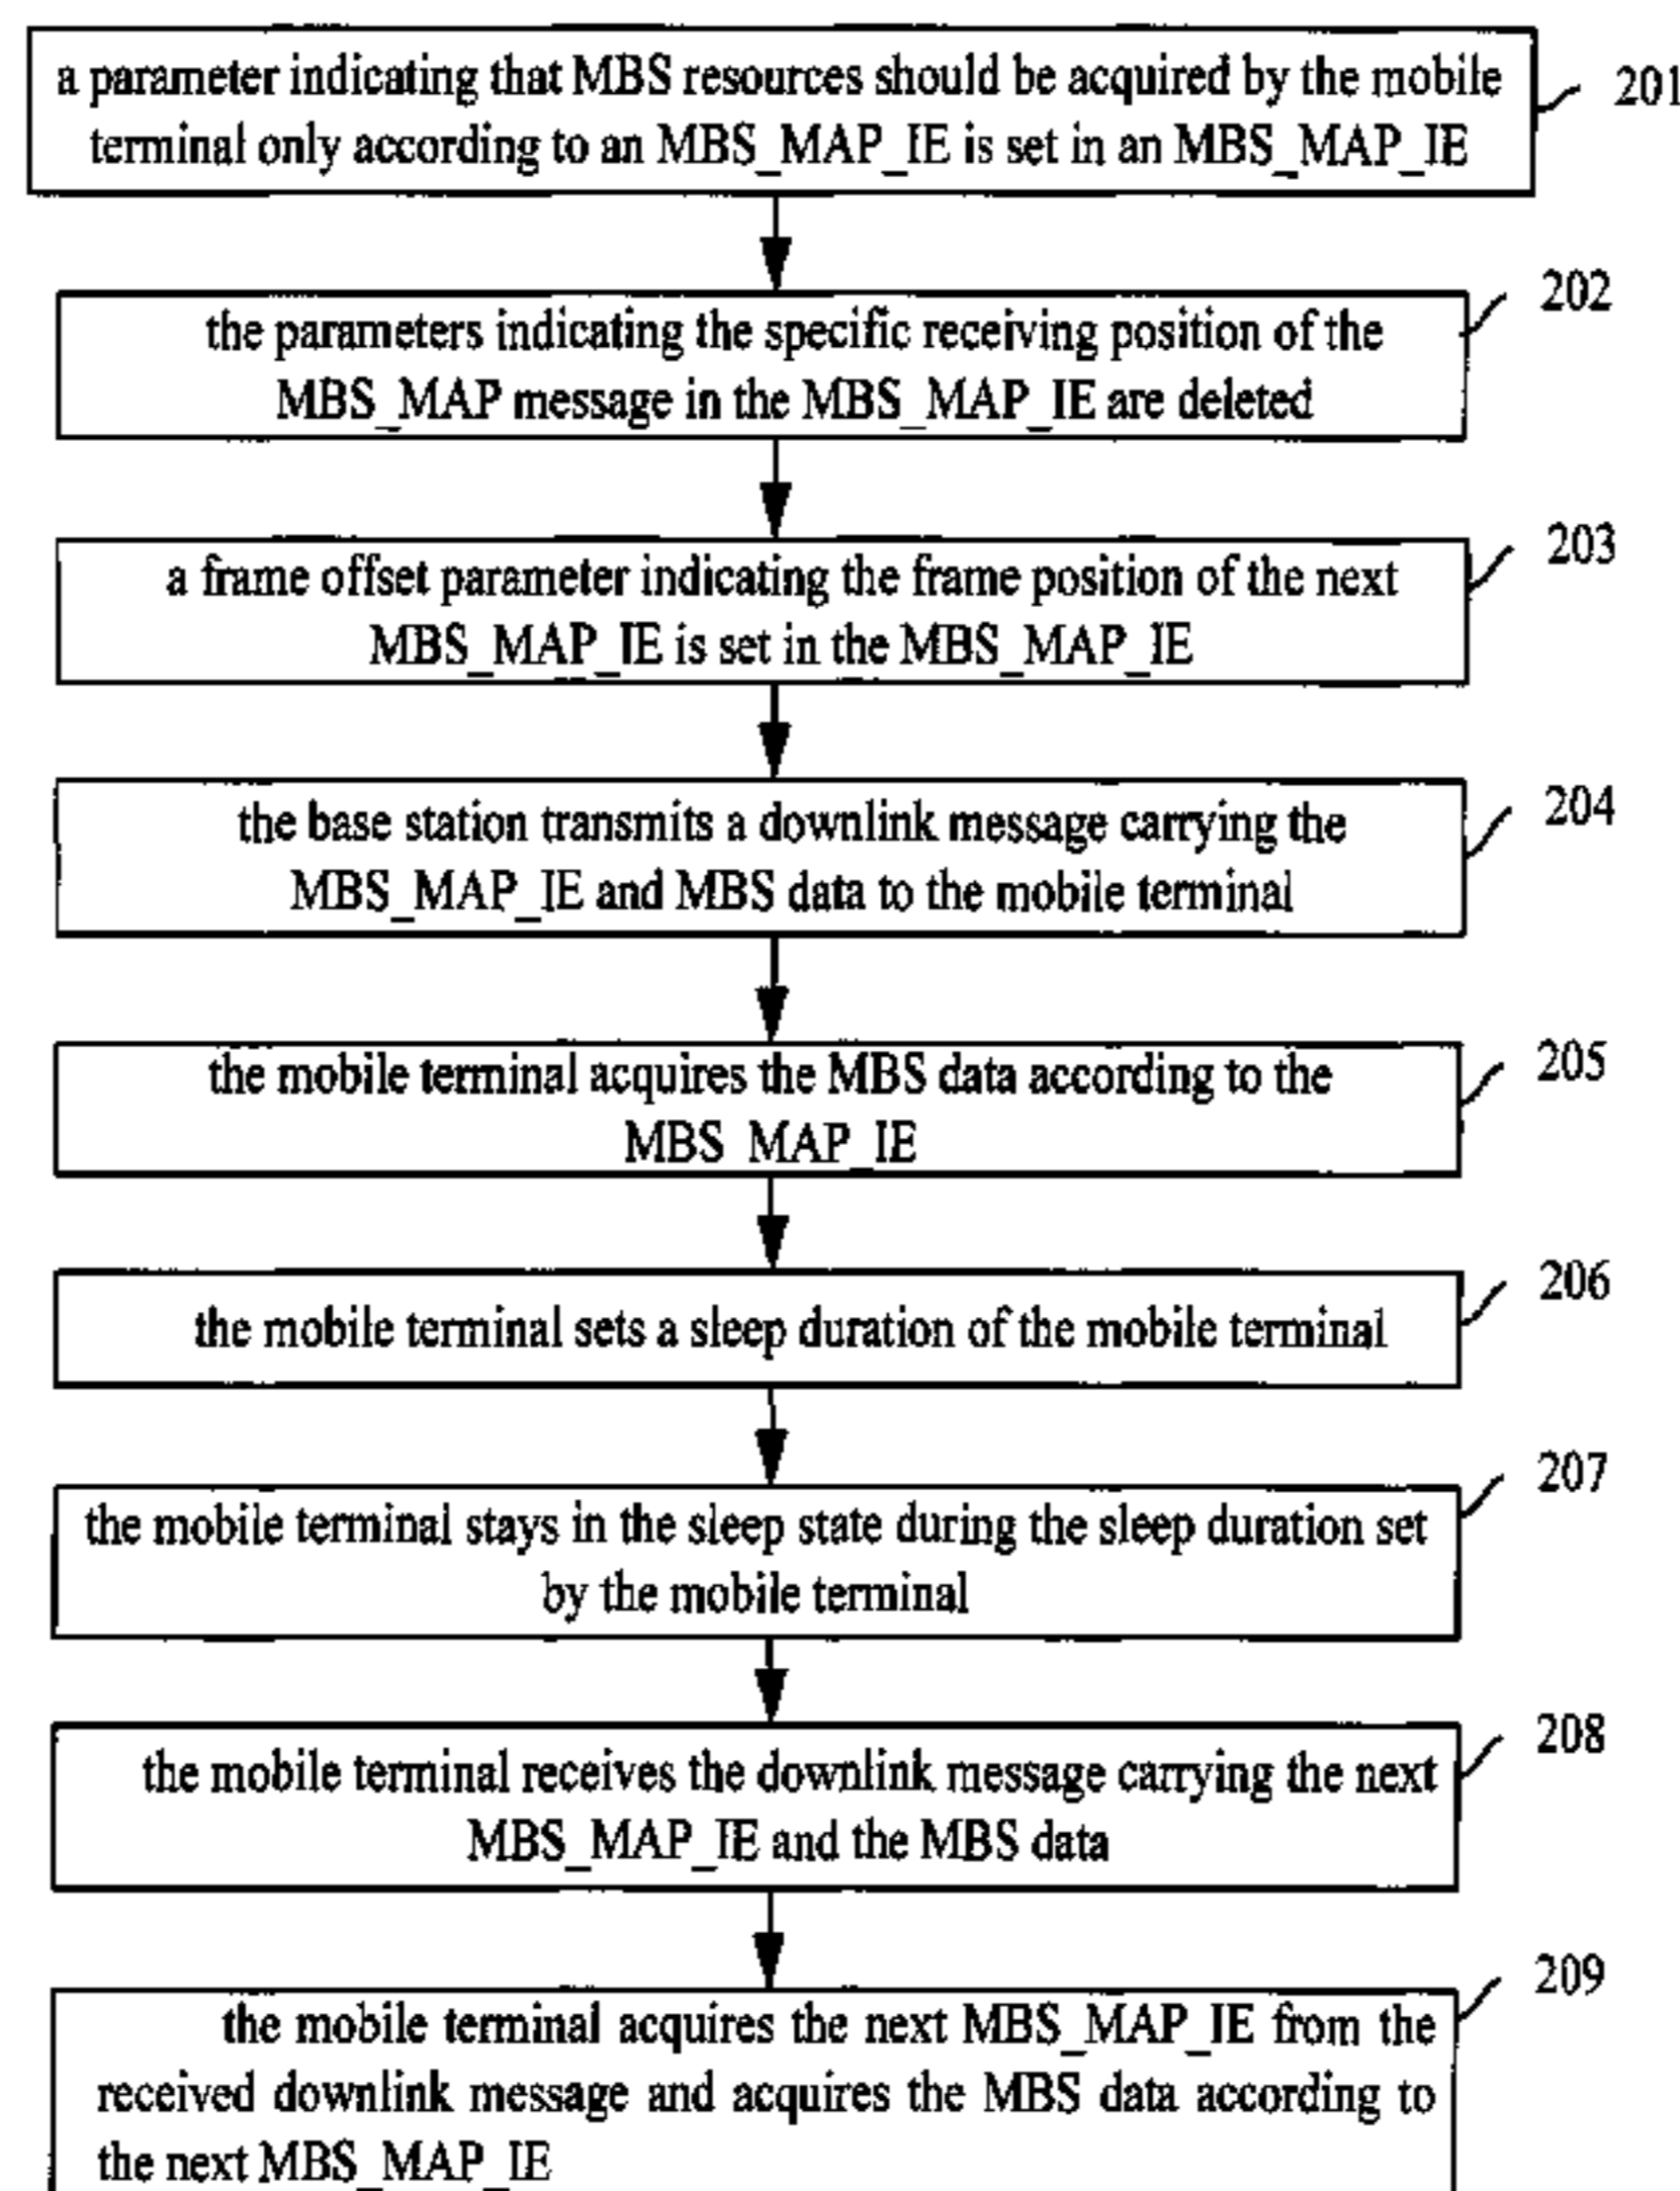 a parameter indicating that MBS resources should be acquired by the mobile
terminal only according to an MBS_MAP_IE is set in an MBS_MAP_IE
201
the parameters indicating the specific receiving position of the
MBS_MAP message in the MBS_MAP_IE are deleted
202
a frame offset parameter indicating the frame position of the next
MBS_MAP_IE is set in the MBS_MAP_IE
203
the base station transmits a downlink message carrying the
MBS_MAP_IE and MBS data to the mobile terminal
204
the mobile terminal acquires the MBS data according to the
MBS_MAP_IE
205
the mobile terminal sets a sleep duration of the mobile terminal
206
the mobile terminal stays in the sleep state during the sleep duration set
by the mobile terminal
207
the mobile terminal receives the downlink message carrying the next
MBS_MAP_IE and the MBS data
208
the mobile terminal acquires the next MBS_MAP_IE from the
received downlink message and acquires the MBS data according to
the next MBS_MAP_IE
209